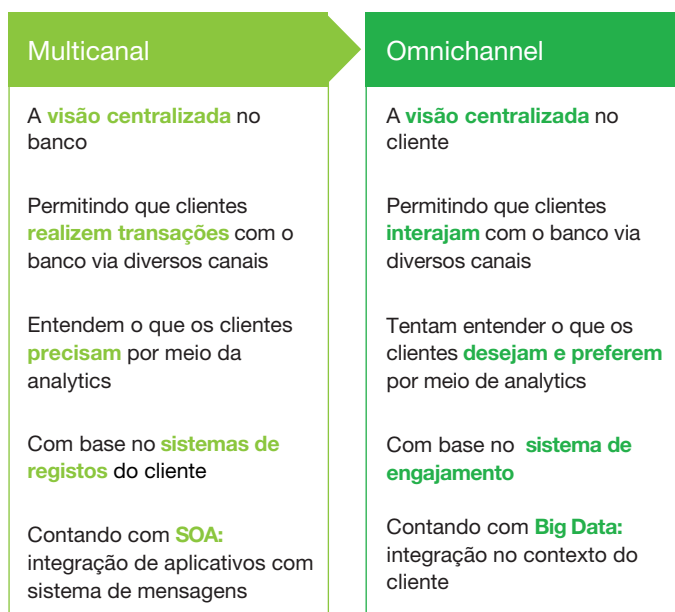 Multicanal
A visão centralizada no
banco
Permitindo que clientes
realizem transações com o
banco via diversos canais
Entendem o que os clientes
precisam por meio da
analytics
Com base no sistemas de
registos do cliente
Contando com SOA:
integração de aplicativos com
sistema de mensagens
Omnichannel
A visão centralizada no
cliente
Permitindo que clientes
interajam com o banco via
diversos canais
Tentam entender o que os
clientes desejam e preferem
por meio de analytics
Com base no sistema de
engajamento
Contando com Big Data:
integração no contexto do
cliente